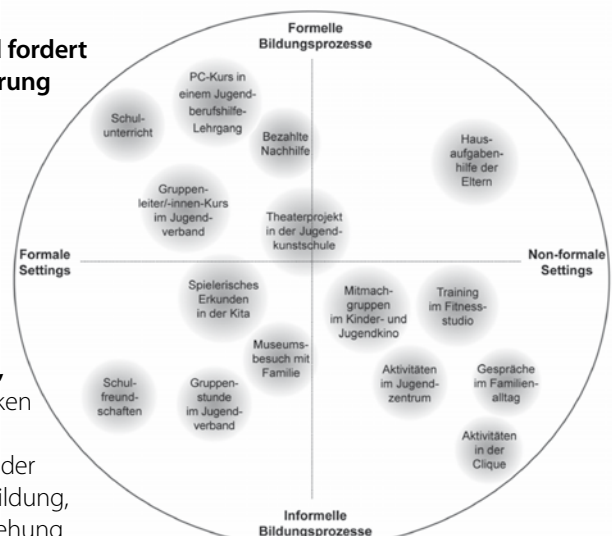 l fordert
rung
,
ken
der
ildung,
ehung
Formelle
Bildungsprozesse
PC-Kurs in
einem Jugend-
berufshilfe-
Lehrgang
Schul-
unterricht
Bezahlte
Nachhilfe
Haus-
aufgaben-
hilfe der
Eltern
Gruppen-
leiter/-innen-Kurs
im Jugend-
verband
Theaterprojekt
in der Jugend-
kunstschule
Formale
Settings
Non-formale
Settings
Spielerisches
Erkunden
in der Kita
Mitmach-
gruppen
im Kinder- und
Jugendkino
Training
im Fitness-
studio
Museums-
besuch mit
Familie
Schul-
freund-
schaften
Gruppen-
stunde
im Jugend-
verband
Aktivitäten
im Jugend-
zentrum
Gespräche
im Familien-
alltag
Aktivitäten
in der
Clique
Informelle
Bildungsprozesse